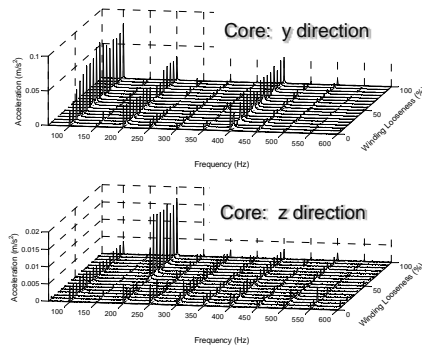 Core: y direction
0.1
0.05
0
Acceleration (m/s²)
100 150 200 250 300 350 400 450 500 550 600
Frequency (Hz)
0
50
100
Winding Looseness (%)
Core: z direction
0.02
0.015
0.01
0.005
0
Acceleration (m/s²)
100 150 200 250 300 350 400 450 500 550 600
Frequency (Hz)
0
50
100
Winding Looseness (%)